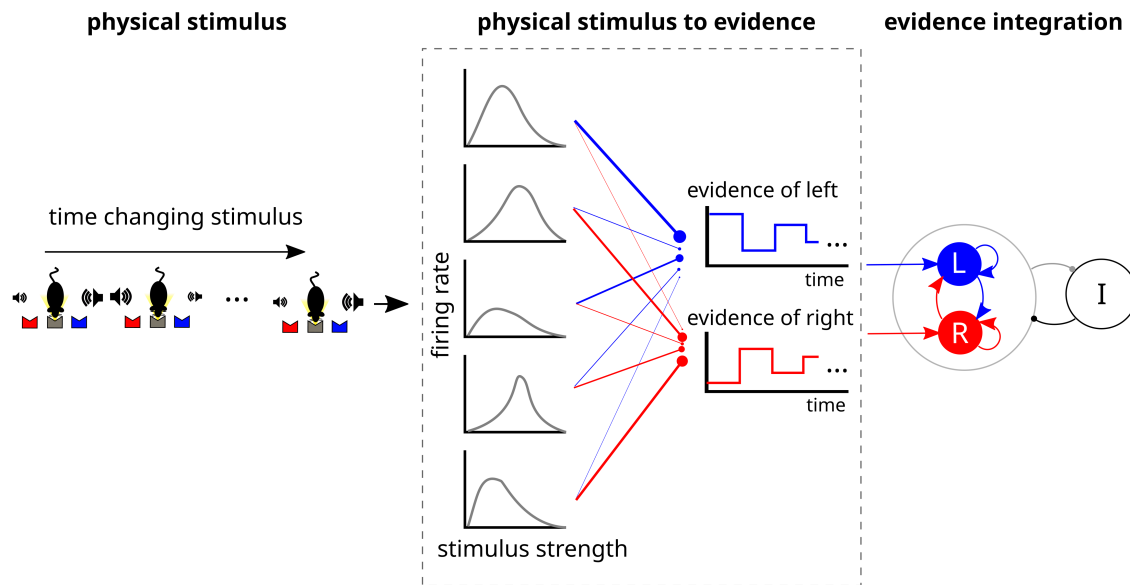 physical stimulus
physical stimulus to evidence
evidence integration
time changing stimulus
...
firing rate
stimulus strength
evidence of left
...
time
evidence of right
...
time
L
R
I